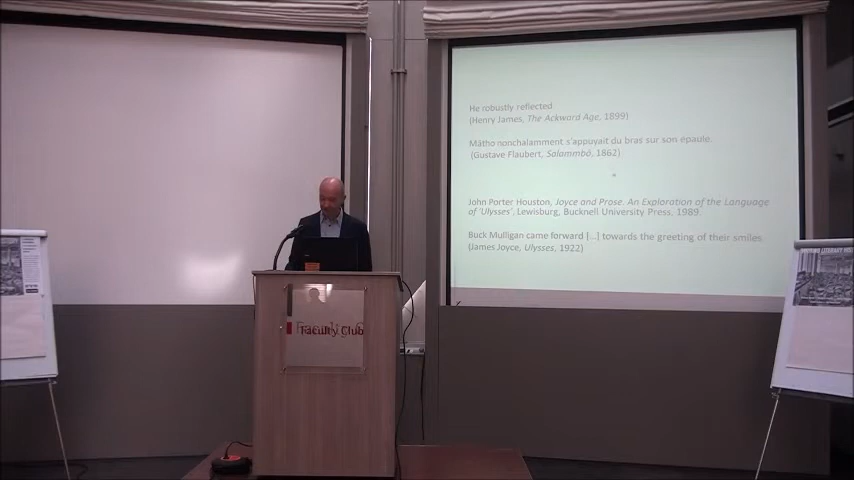 He robustly reflected
(Henry James, The Ackward Age, 1899)
Mâtho nonchalamment s'appuyait du bras sur son épaule.
(Gustave Flaubert, Salammbô, 1862)
*
John Porter Houston, Joyce and Prose. An Exploration of the Language
of 'Ulysses', Lewisburg, Bucknell University Press, 1989.
Buck Mulligan came forward [...] towards the greeting of their smiles
(James Joyce, Ulysses, 1922)
Faculty Club
LITERARY